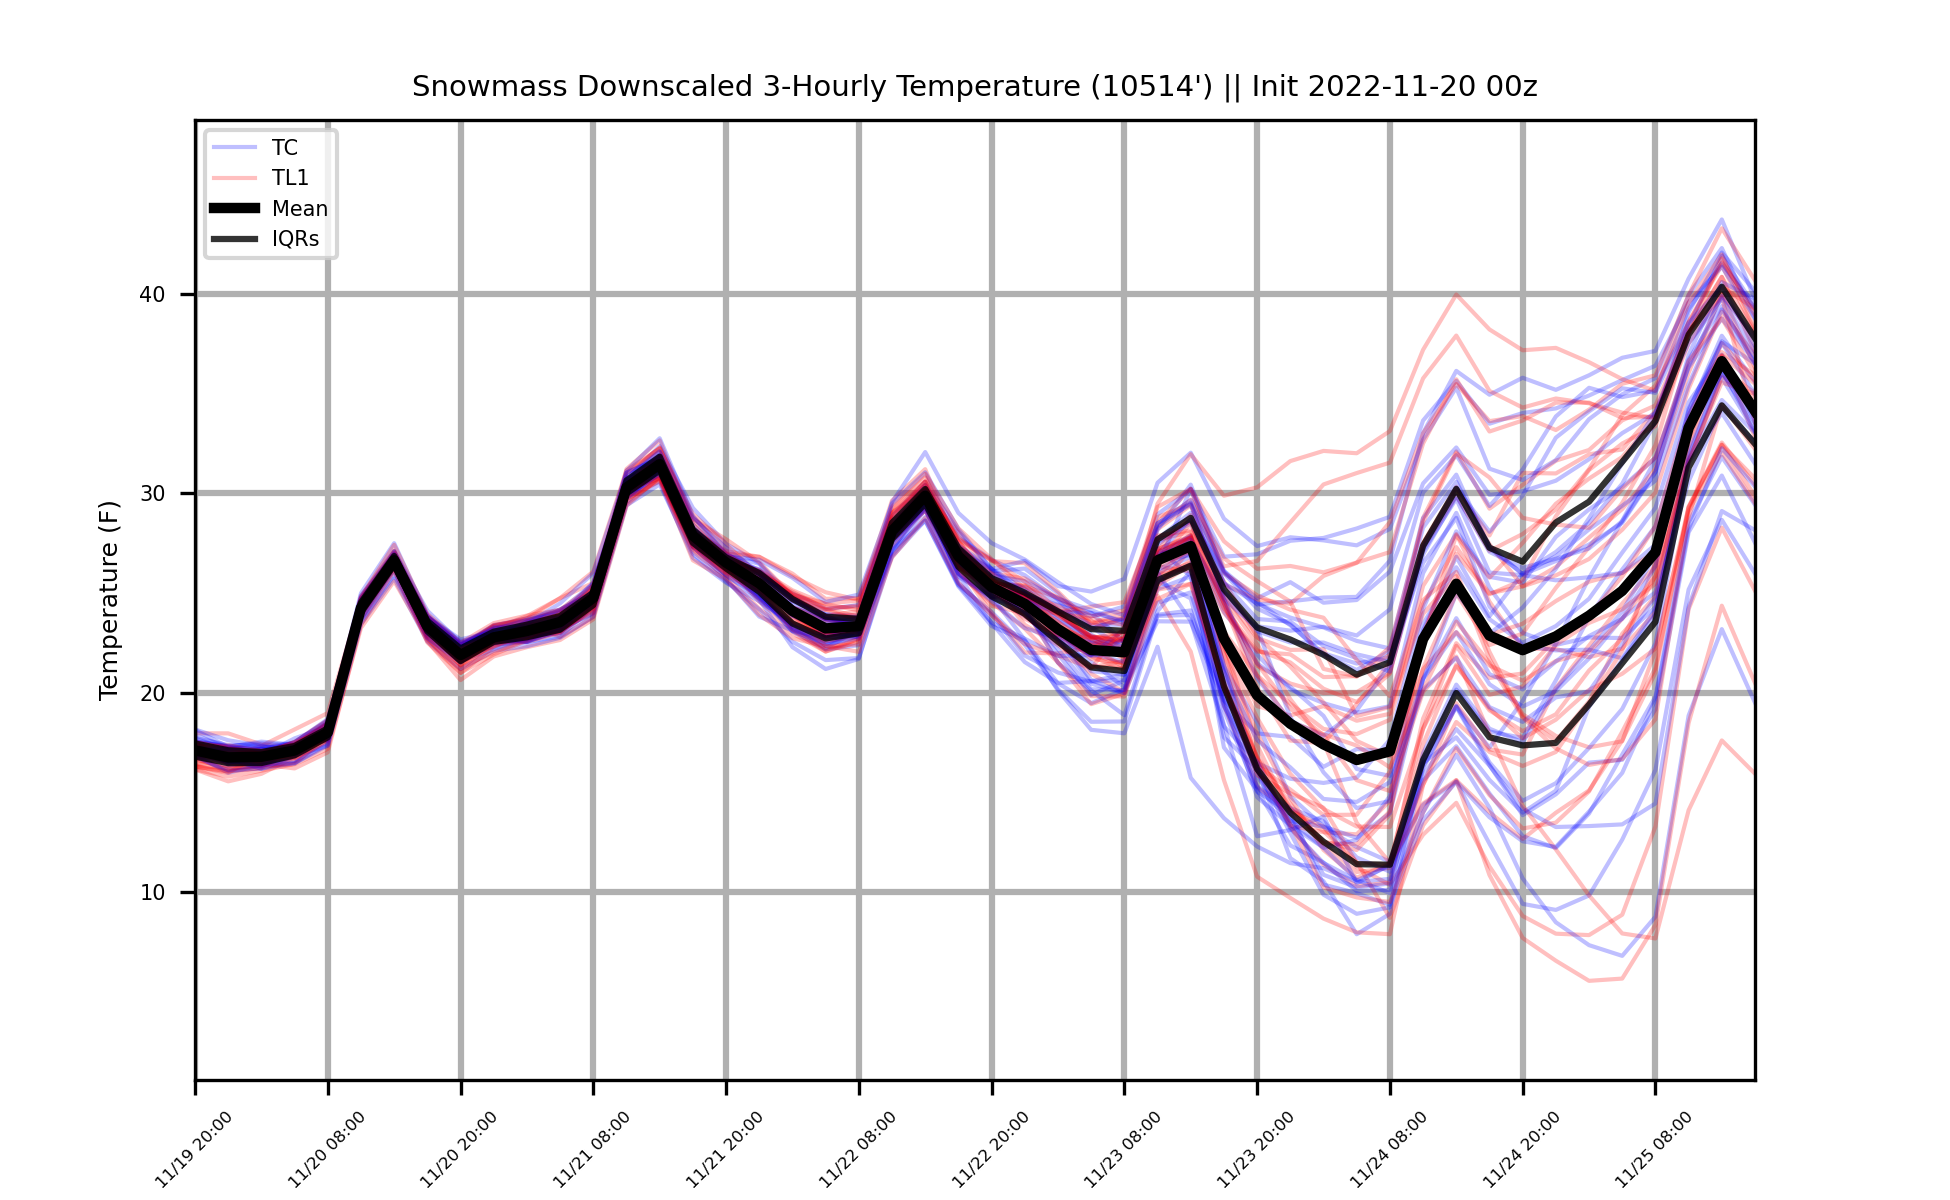 Snowmass Downscaled 3-Hourly Temperature (10514') || Init 2022-11-20 00z
TC
TL1
Mean
IQRs
Temperature (F)
40
30
20
10
11/19 20:00
11/20 08:00
11/20 20:00
11/21 08:00
11/21 20:00
11/22 08:00
11/22 20:00
11/23 08:00
11/23 20:00
11/24 08:00
11/24 20:00
11/25 08:00